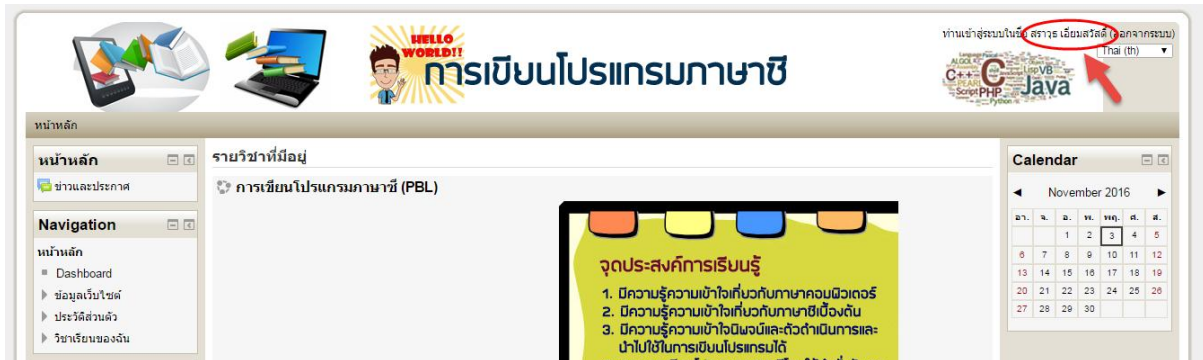 ท่านเข้าสู่ระบบในชื่อ สราวุธ เอี่ยมสวัสดิ์ (ออกจากระบบ)
Thai (th)
HELLO
WORLD!!
การเขียนโปรแกรมภาษาซี
ALGOL
C++
C
Lisp
VB
PEARL
Script
PHP
Java
Python
หน้าหลัก
หน้าหลัก
ข่าวและประกาศ
Navigation
หน้าหลัก
Dashboard
ข้อมูลเว็บไซต์
ประวัติส่วนตัว
วิชาเรียนของฉัน
รายวิชาที่มีอยู่
การเขียนโปรแกรมภาษาซี (PBL)
จุดประสงค์การเรียนรู้
1. มีความรู้ความเข้าใจเกี่ยวกับภาษาคอมพิวเตอร์
2. มีความรู้ความเข้าใจเกี่ยวกับภาษาซีเบื้องต้น
3. มีความรู้ความเข้าใจนิพจน์และตัวดำเนินการและ
นำไปใช้ในการเขียนโปรแกรมได้
Calendar
◄ November 2016 ►
อา. จ. อ. พ. พฤ. ศ. ส.
1 2 3 4 5
6 7 8 9 10 11 12
13 14 15 16 17 18 19
20 21 22 23 24 25 26
27 28 29 30